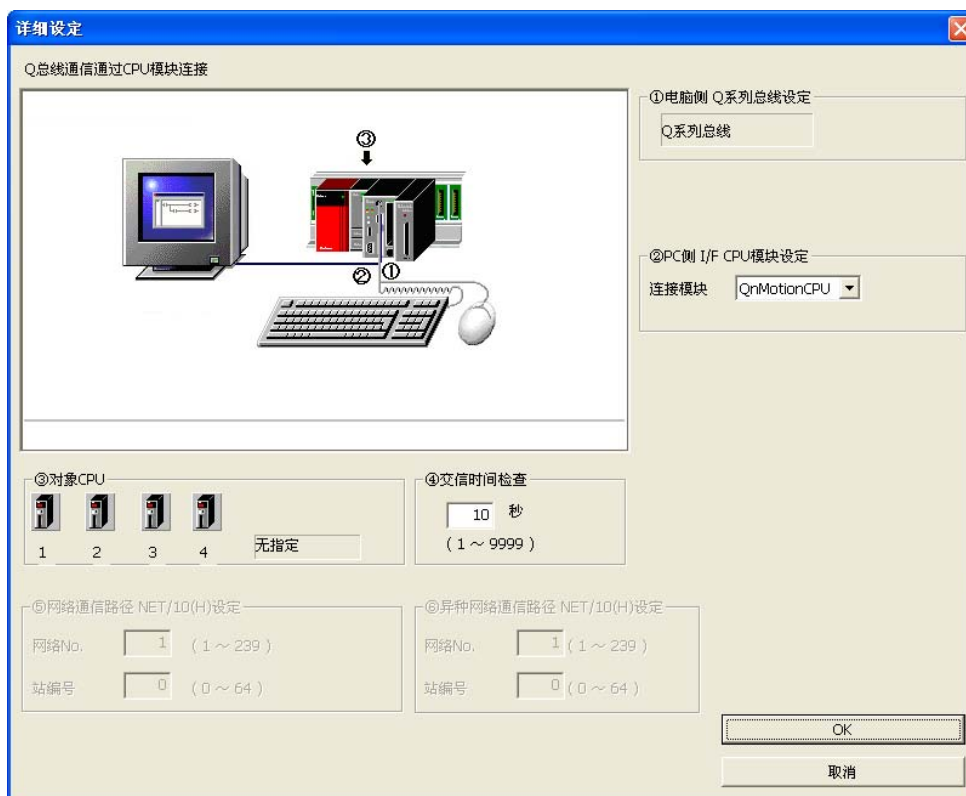 详细设定
Q总线通信通过CPU模块连接
③
②
①
①电脑侧 Q系列总线设定
Q系列总线
②PC侧 I/F CPU模块设定
连接模块 QnMotionCPU
③对象CPU
1 2 3 4 无指定
④交信时间检查
10 秒
(1～9999)
⑤网络通信路径 NET/10(H)设定
网络No. 1 (1～239)
站编号 0 (0～64)
⑥异种网络通信路径 NET/10(H)设定
网络No. 1 (1～239)
站编号 0 (0～64)
OK
取消